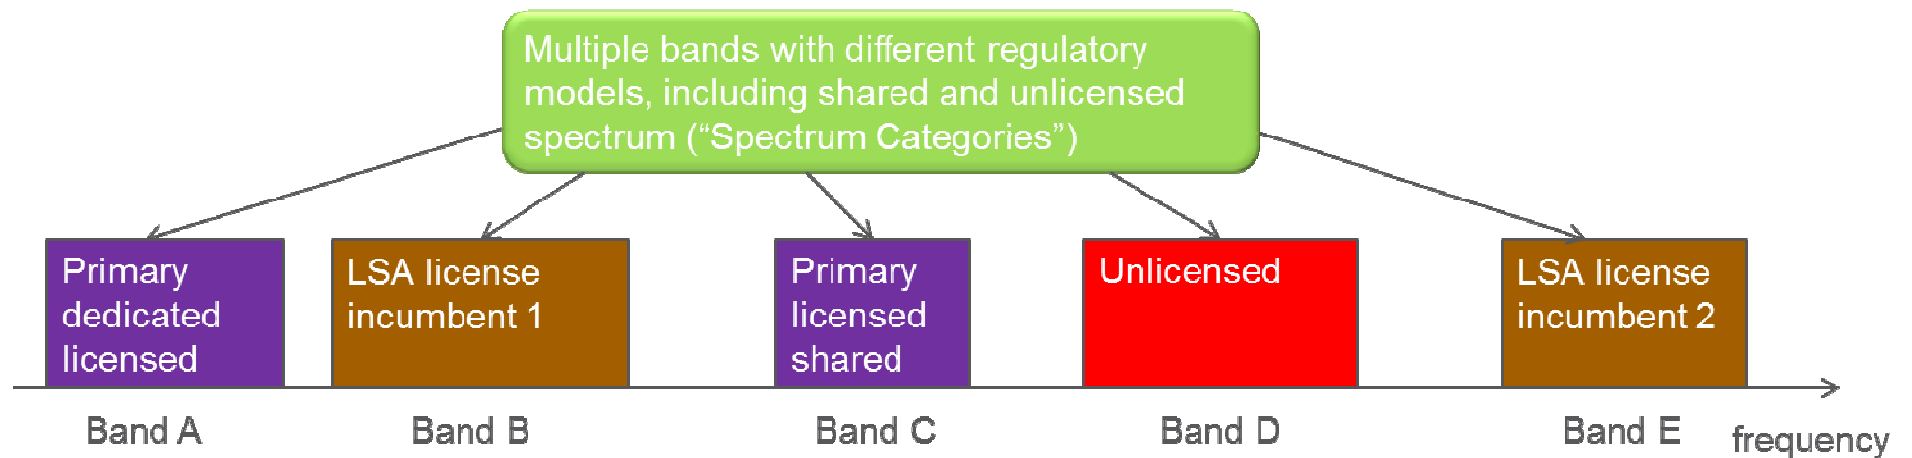 Multiple bands with different regulatory
models, including shared and unlicensed
spectrum (“Spectrum Categories”)
Primary
dedicated
licensed
LSA license
incumbent 1
Primary
licensed
shared
Unlicensed
LSA license
incumbent 2
Band A
Band B
Band C
Band D
Band E
frequency